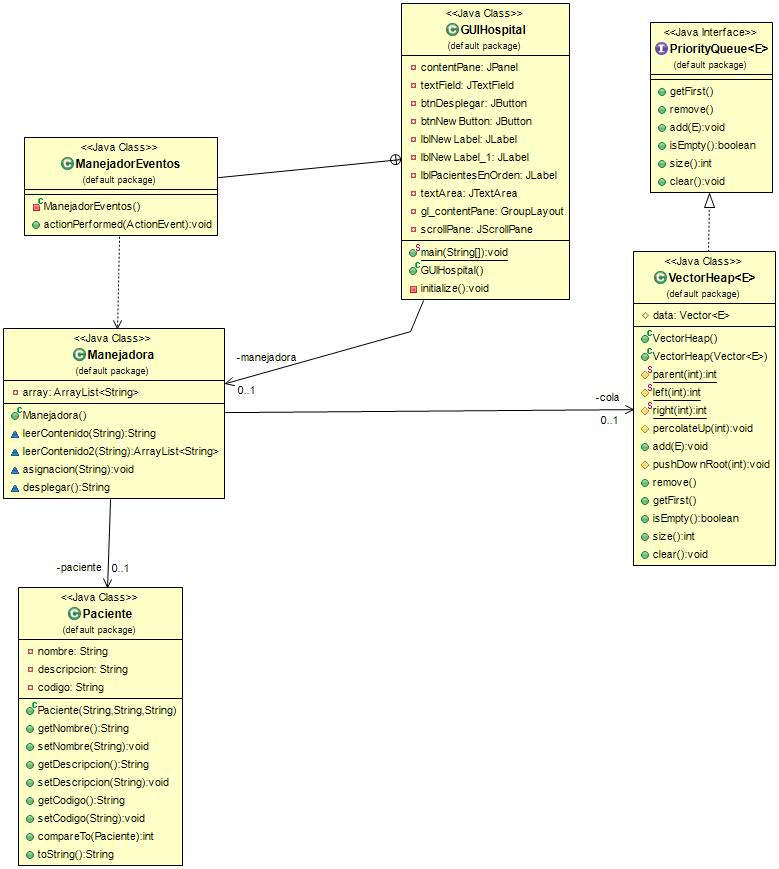 <<Java Class>>
GUIHospital
(default package)
contentPane: JPanel
textField: JTextField
btnDesplegar: JButton
btnNew Button: JButton
lblNew Label: JLabel
lblNew Label_1: JLabel
lblPacientesEnOrden: JLabel
textArea: JTextArea
gl_contentPane: GroupLayout
scrollPane: JScrollPane
main(String[]):void
GUIHospital()
initialize():void
<<Java Interface>>
PriorityQueue<E>
(default package)
getFirst()
remove()
add(E):void
isEmpty():boolean
size():int
clear():void
<<Java Class>>
ManejadorEventos
(default package)
ManejadorEventos()
actionPerformed(ActionEvent):void
<<Java Class>>
VectorHeap<E>
(default package)
data: Vector<E>
VectorHeap()
VectorHeap(Vector<E>)
parent(int):int
left(int):int
right(int):int
percolateUp(int):void
add(E):void
pushDownRoot(int):void
remove()
getFirst()
isEmpty():boolean
size():int
clear():void
<<Java Class>>
Manejadora
(default package)
array: ArrayList<String>
Manejadora()
leerContenido(String):String
leerContenido2(String):ArrayList<String>
asignacion(String):void
desplegar():String
-manejadora
0..1
-cola
0..1
-paciente
0..1
<<Java Class>>
Paciente
(default package)
nombre: String
descripcion: String
codigo: String
Paciente(String,String,String)
getNombre():String
setNombre(String):void
getDescripcion():String
setDescripcion(String):void
getCodigo():String
setCodigo(String):void
compareTo(Paciente):int
toString():String